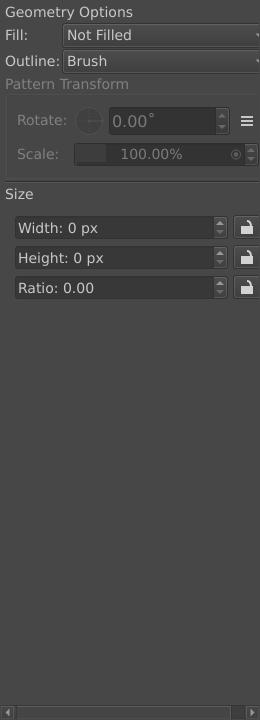 Geometry Options
Fill: Not Filled
Outline: Brush
Pattern Transform
Rotate: 0.00°
Scale: 100.00%
Size
Width: 0 px
Height: 0 px
Ratio: 0.00